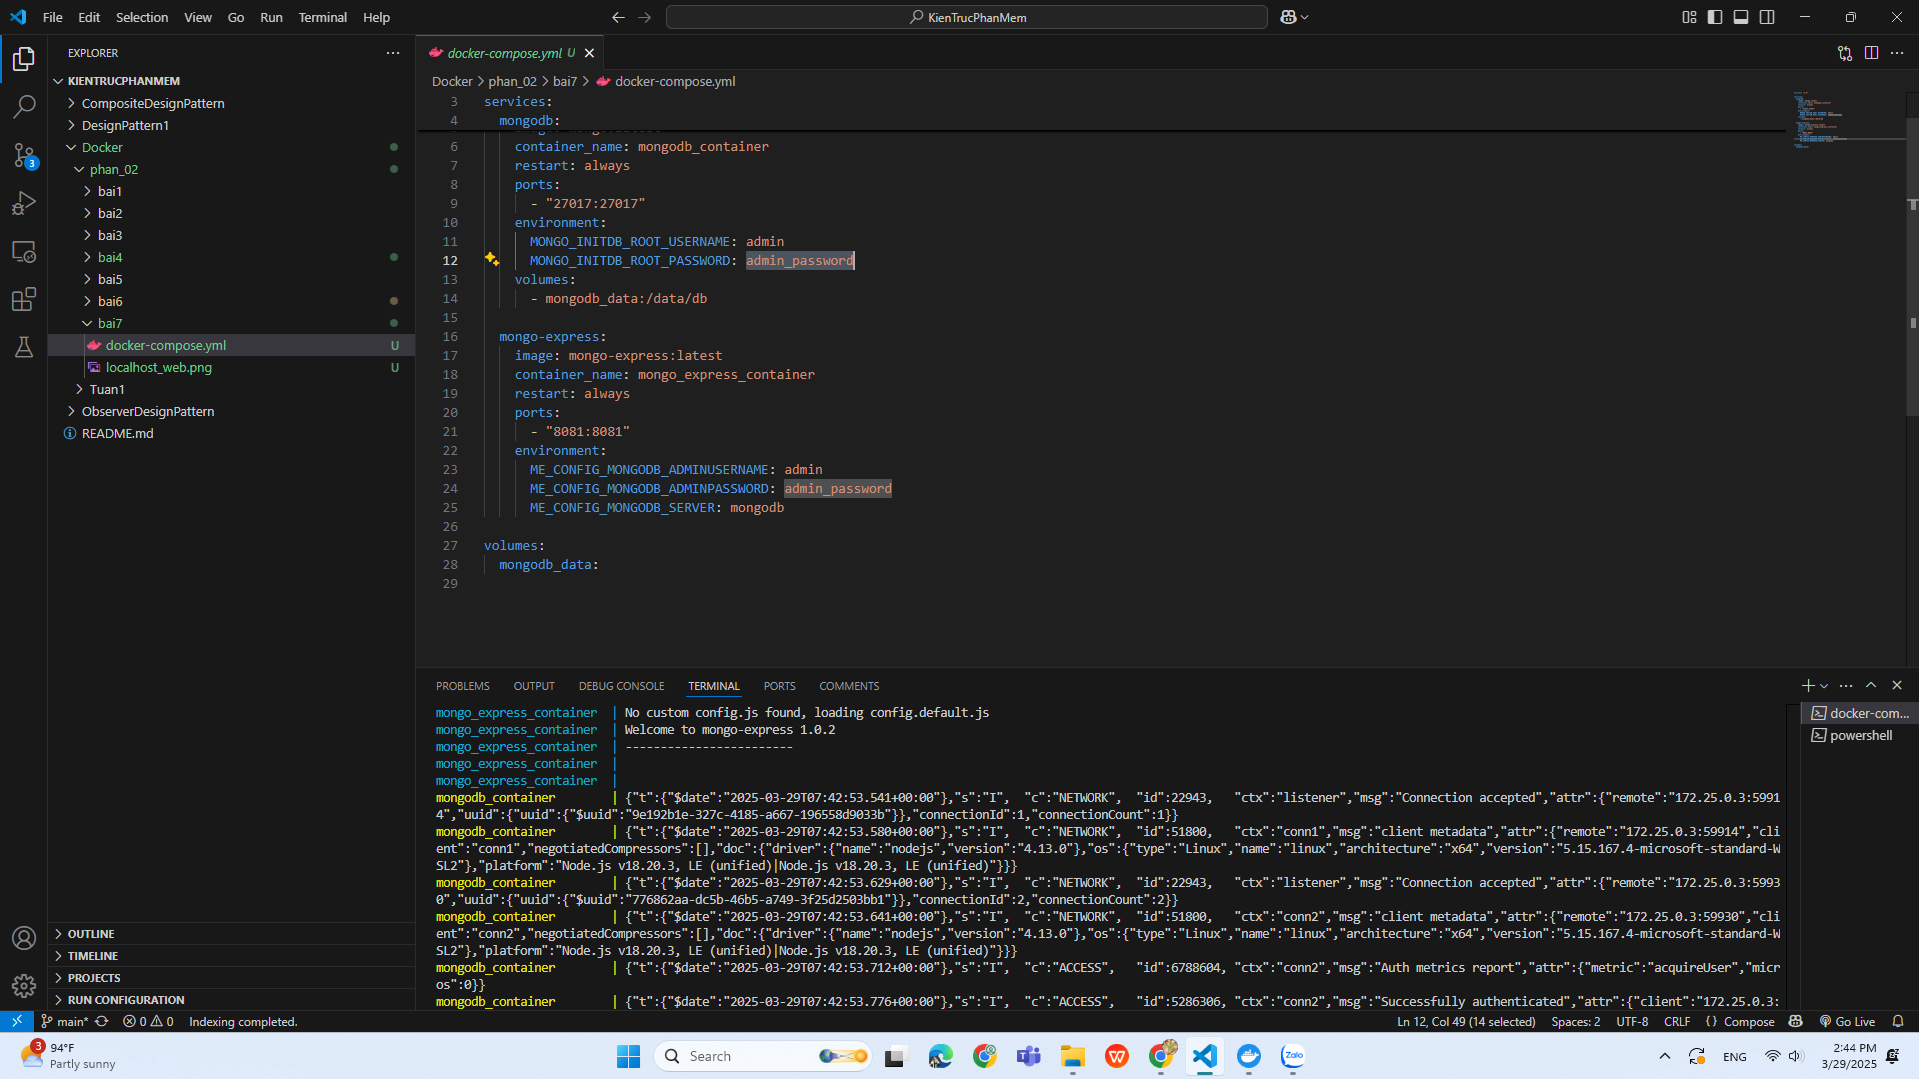 File Edit Selection View Go Run Terminal Help
KienTrucPhanMem
EXPLORER
KIENTRUCPHANMEM
CompositeDesignPattern
DesignPattern1
Docker
phan_02
bai1
bai2
bai3
bai4
bai5
bai6
bai7
docker-compose.yml U
localhost_web.png U
Tuan1
ObserverDesignPattern
README.md
OUTLINE
TIMELINE
PROJECTS
RUN CONFIGURATION
3
docker-compose.yml U
Docker > phan_02 > bai7 > docker-compose.yml
3 services:
4 mongodb:
6 container_name: mongodb_container
7 restart: always
8 ports:
9 - "27017:27017"
10 environment:
11 MONGO_INITDB_ROOT_USERNAME: admin
12 MONGO_INITDB_ROOT_PASSWORD: admin_password
13 volumes:
14 - mongodb_data:/data/db
15
16 mongo-express:
17 image: mongo-express:latest
18 container_name: mongo_express_container
19 restart: always
20 ports:
21 - "8081:8081"
22 environment:
23 ME_CONFIG_MONGODB_ADMINUSERNAME: admin
24 ME_CONFIG_MONGODB_ADMINPASSWORD: admin_password
25 ME_CONFIG_MONGODB_SERVER: mongodb
26
27 volumes:
28 mongodb_data:
29
PROBLEMS OUTPUT DEBUG CONSOLE TERMINAL PORTS COMMENTS
docker-com...
powershell
mongo_express_container | No custom config.js found, loading config.default.js
mongo_express_container | Welcome to mongo-express 1.0.2
mongo_express_container | ------------------------
mongo_express_container |
mongo_express_container |
mongodb_container | {"t":{"$date":"2025-03-29T07:42:53.541+00:00"},"s":"I", "c":"NETWORK", "id":22943, "ctx":"listener","msg":"Connection accepted","attr":{"remote":"172.25.0.3:5991
4","uuid":{"uuid":{"$uuid":"9e192b1e-327c-4185-a667-196558d9033b"}},"connectionId":1,"connectionCount":1}}
mongodb_container | {"t":{"$date":"2025-03-29T07:42:53.580+00:00"},"s":"I", "c":"NETWORK", "id":51800, "ctx":"conn1","msg":"client metadata","attr":{"remote":"172.25.0.3:59914","cli
ent":"conn1","negotiatedCompressors":[],"doc":{"driver":{"name":"nodejs","version":"4.13.0"},"os":{"type":"Linux","name":"linux","architecture":"x64","version":"5.15.167.4-microsoft-standard-W
SL2"},"platform":"Node.js v18.20.3, LE (unified)|Node.js v18.20.3, LE (unified)"}}}
mongodb_container | {"t":{"$date":"2025-03-29T07:42:53.629+00:00"},"s":"I", "c":"NETWORK", "id":22943, "ctx":"listener","msg":"Connection accepted","attr":{"remote":"172.25.0.3:5993
0","uuid":{"uuid":{"$uuid":"776862aa-dc5b-46b5-a749-3f25d2503bb1"}},"connectionId":2,"connectionCount":2}}
mongodb_container | {"t":{"$date":"2025-03-29T07:42:53.641+00:00"},"s":"I", "c":"NETWORK", "id":51800, "ctx":"conn2","msg":"client metadata","attr":{"remote":"172.25.0.3:59930","cli
ent":"conn2","negotiatedCompressors":[],"doc":{"driver":{"name":"nodejs","version":"4.13.0"},"os":{"type":"Linux","name":"linux","architecture":"x64","version":"5.15.167.4-microsoft-standard-W
SL2"},"platform":"Node.js v18.20.3, LE (unified)|Node.js v18.20.3, LE (unified)"}}}
mongodb_container | {"t":{"$date":"2025-03-29T07:42:53.712+00:00"},"s":"I", "c":"ACCESS", "id":6788604, "ctx":"conn2","msg":"Auth metrics report","attr":{"metric":"acquireUser","micr
os":0}}
mongodb_container | {"t":{"$date":"2025-03-29T07:42:53.776+00:00"},"s":"I", "c":"ACCESS", "id":5286306, "ctx":"conn2","msg":"Successfully authenticated","attr":{"client":"172.25.0.3:
main* 0 0 Indexing completed. Ln 12, Col 49 (14 selected) Spaces: 2 UTF-8 CRLF { } Compose Go Live
3 94°F
Partly sunny
Search
Zalo
ENG
2:44 PM
3/29/2025